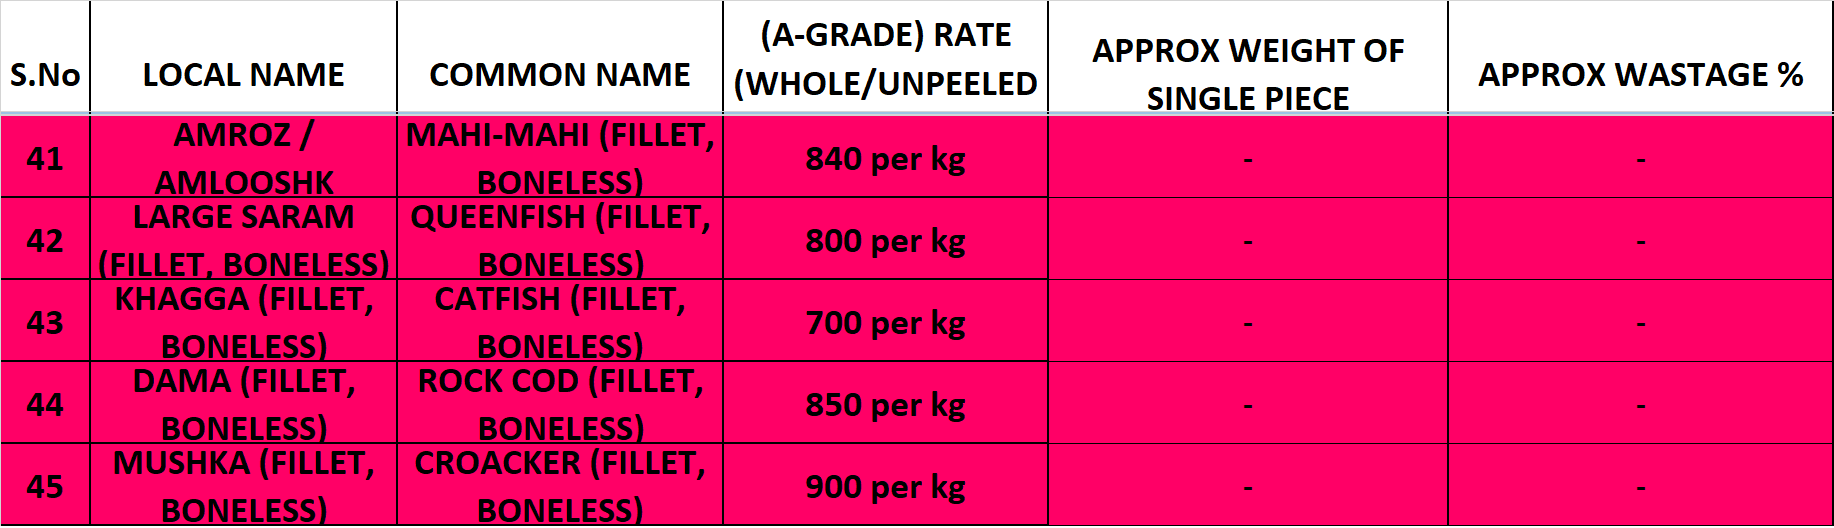 S.No LOCAL NAME COMMON NAME (A-GRADE) RATE (WHOLE/UNPEELED APPROX WEIGHT OF SINGLE PIECE APPROX WASTAGE %
41 AMROZ / AMLOOSHK MAHI-MAHI (FILLET, BONELESS) 840 per kg - -
42 LARGE SARAM (FILLET, BONELESS) QUEENFISH (FILLET, BONELESS) 800 per kg - -
43 KHAGGA (FILLET, BONELESS) CATFISH (FILLET, BONELESS) 700 per kg - -
44 DAMA (FILLET, BONELESS) ROCK COD (FILLET, BONELESS) 850 per kg - -
45 MUSHKA (FILLET, BONELESS) CROACKER (FILLET, BONELESS) 900 per kg - -